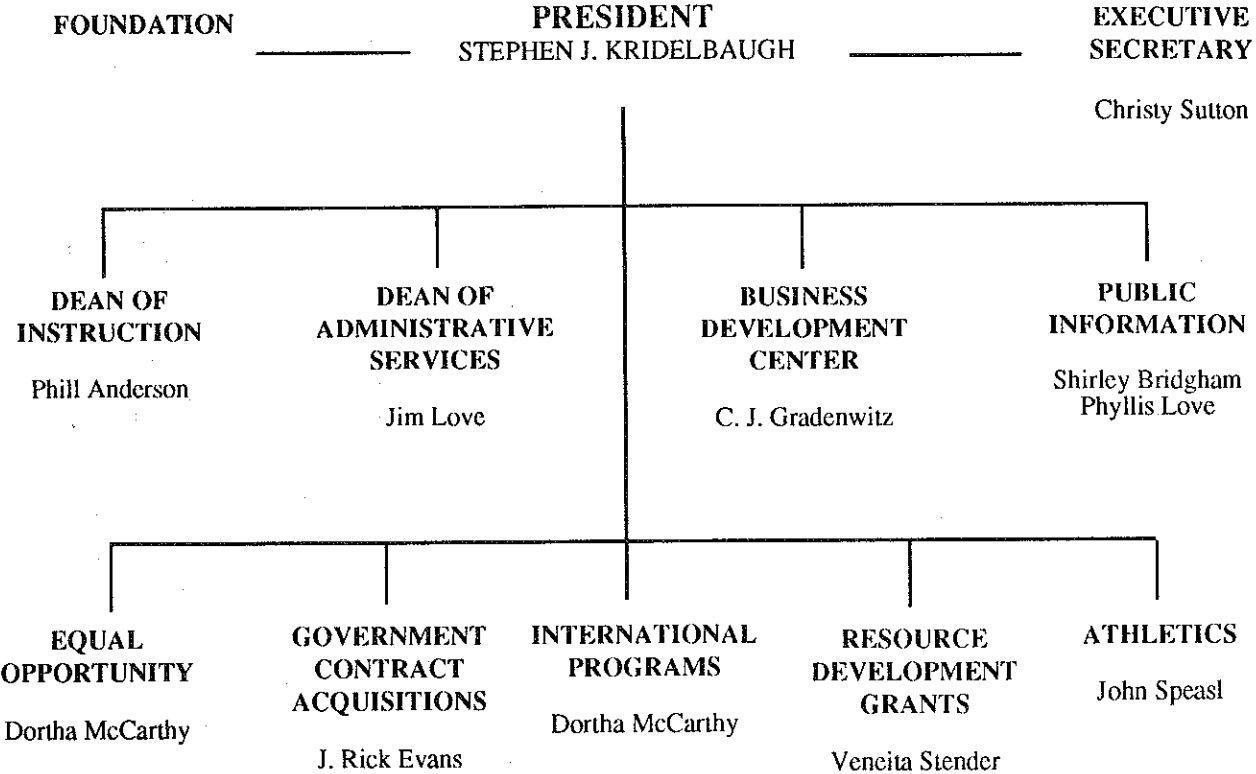 FOUNDATION
PRESIDENT
STEPHEN J. KRIDELBAUGH
EXECUTIVE
SECRETARY
Christy Sutton
DEAN OF
INSTRUCTION
Phill Anderson
DEAN OF
ADMINISTRATIVE
SERVICES
Jim Love
BUSINESS
DEVELOPMENT
CENTER
C. J. Gradenwitz
PUBLIC
INFORMATION
Shirley Bridgham
Phyllis Love
EQUAL
OPPORTUNITY
Dortha McCarthy
GOVERNMENT
CONTRACT
ACQUISITIONS
J. Rick Evans
INTERNATIONAL
PROGRAMS
Dortha McCarthy
RESOURCE
DEVELOPMENT
GRANTS
Veneita Stender
ATHLETICS
John Speasl